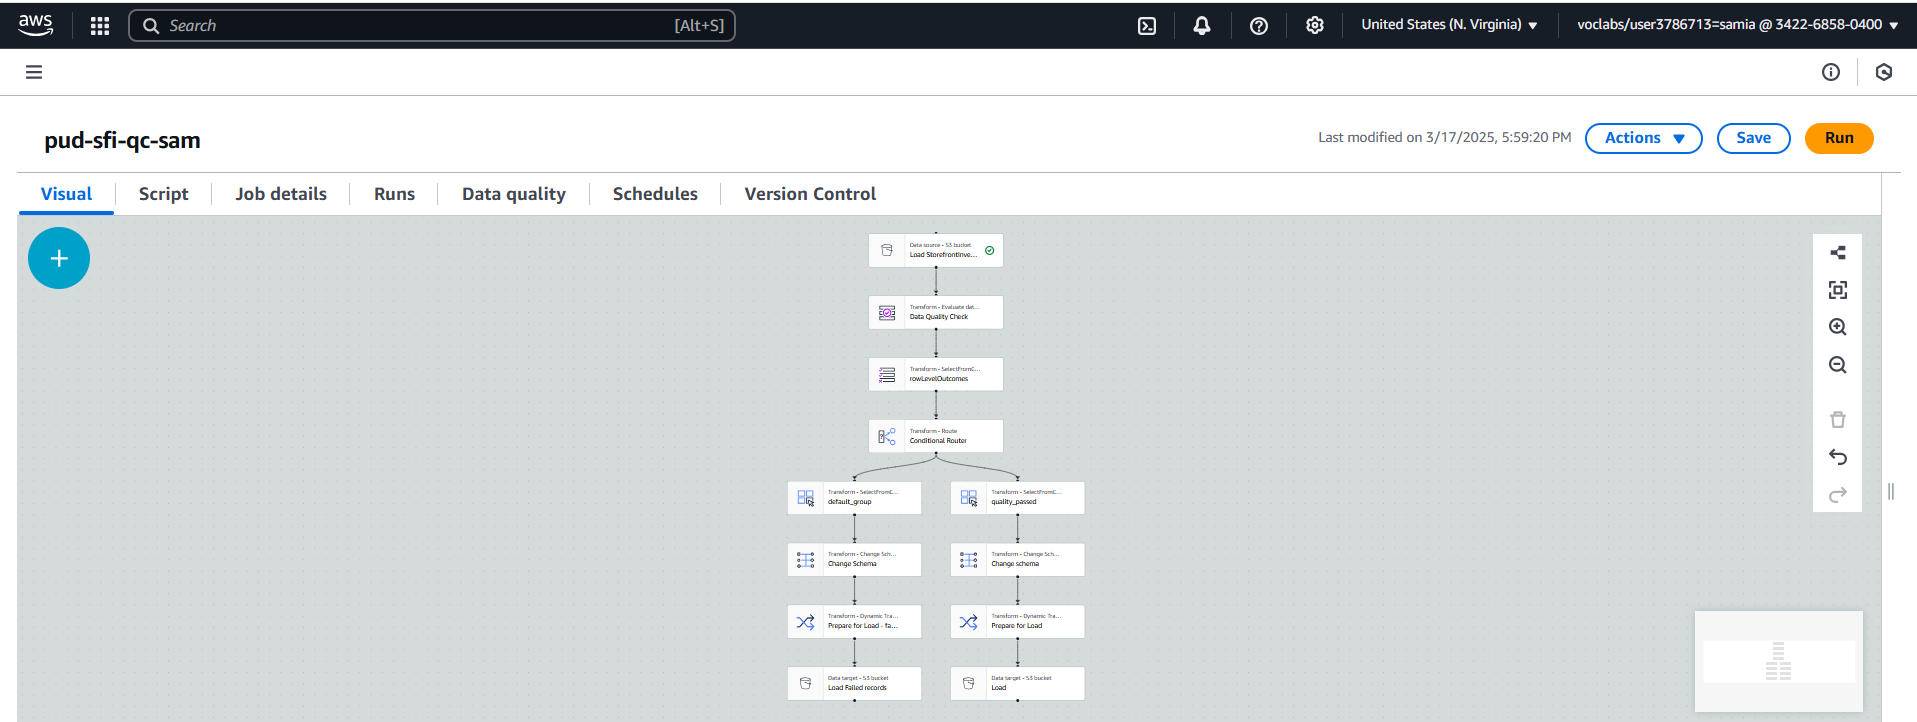 aws
Search [Alt+S]
United States (N. Virginia)
voclabs/user3786713=samia @ 3422-6858-0400
pud-sfi-qc-sam
Last modified on 3/17/2025, 5:59:20 PM
Actions
Save
Run
Visual
Script
Job details
Runs
Data quality
Schedules
Version Control
Data source - S3 bucket
Load StorefrontInve...
Transform - Evaluate dat...
Data Quality Check
Transform - SelectFromC...
rowLevelOutcomes
Transform - Route
Conditional Router
Transform - SelectFromC...
default_group
Transform - SelectFromC...
quality_passed
Transform - Change Sch...
Change Schema
Transform - Change Sch...
Change schema
Transform - Dynamic Tra...
Prepare for Load - fa...
Transform - Dynamic Tra...
Prepare for Load
Data target - S3 bucket
Load Failed records
Data target - S3 bucket
Load